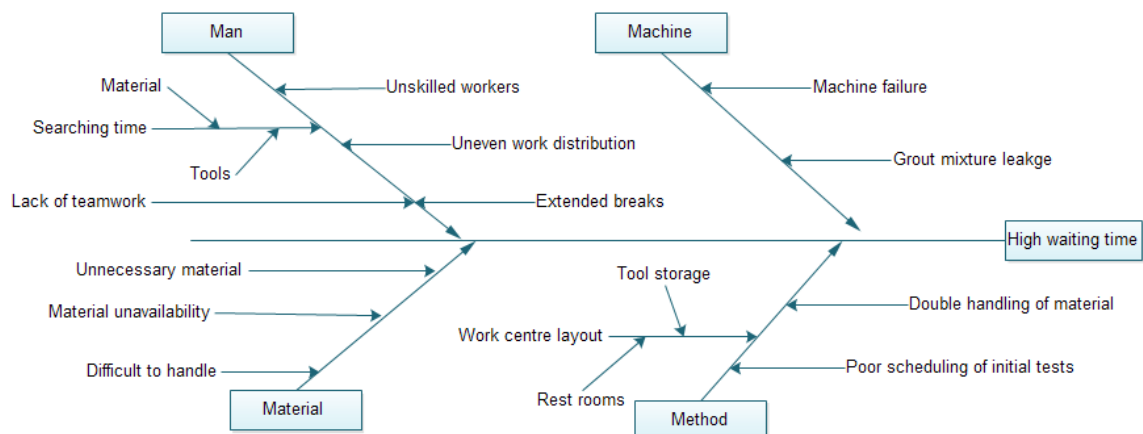 Man
Machine
Material
Unskilled workers
Machine failure
Searching time
Uneven work distribution
Grout mixture leakge
Tools
Lack of teamwork
Extended breaks
High waiting time
Unnecessary material
Tool storage
Material unavailability
Double handling of material
Work centre layout
Difficult to handle
Poor scheduling of initial tests
Rest rooms
Material
Method